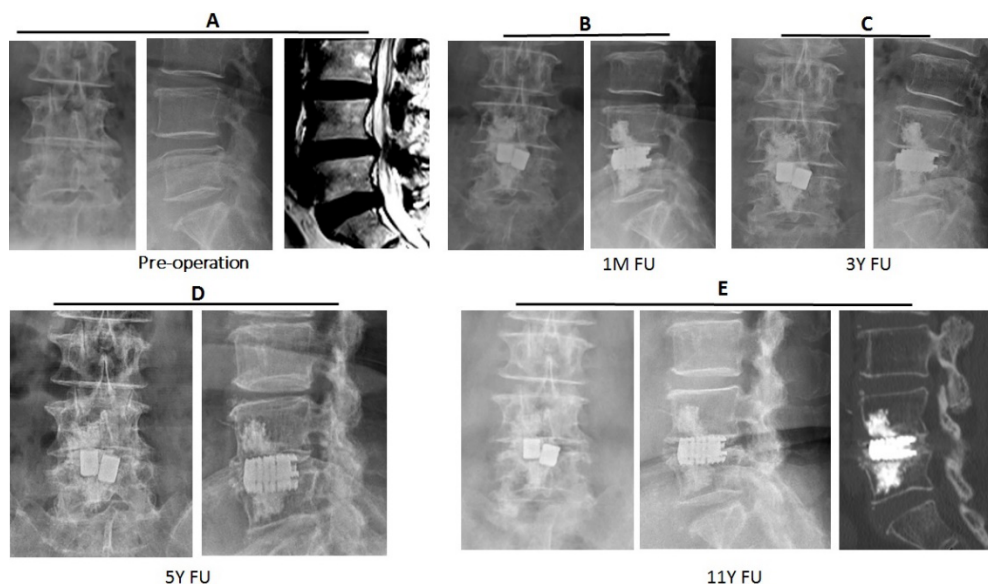 A
B
C
Pre-operation
1M FU
3Y FU
D
E
5Y FU
11Y FU